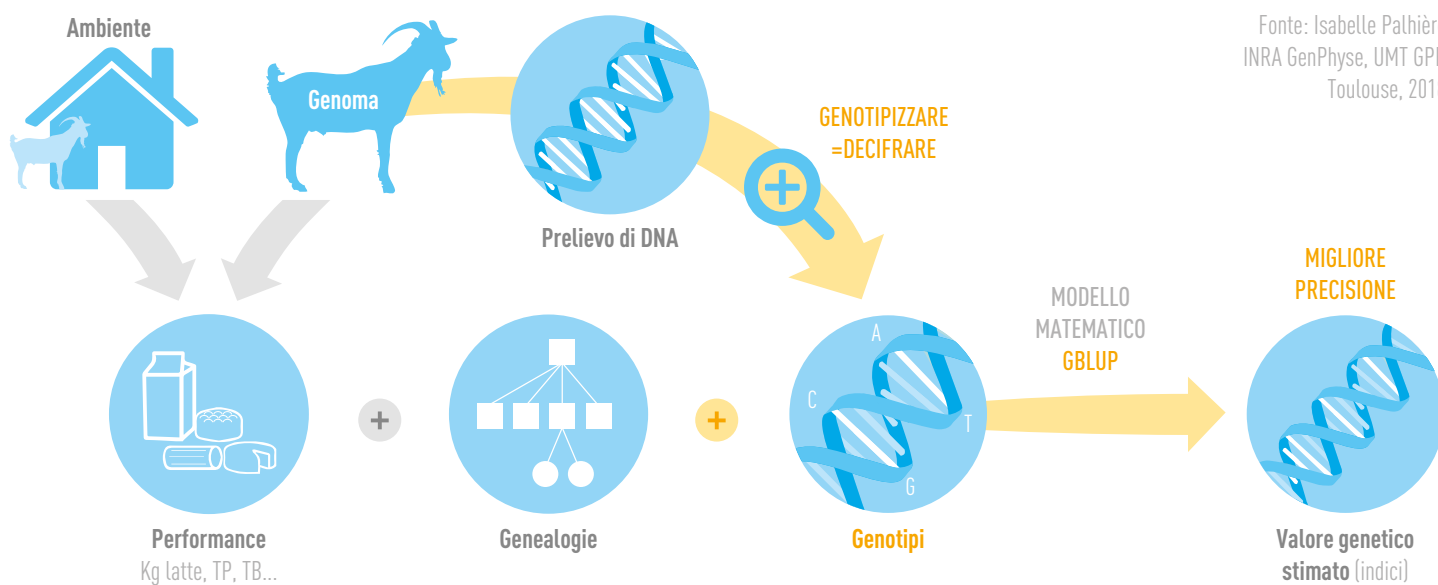 Ambiente
Genoma
Fonte: Isabelle Palhièr
INRA GenPhyse, UMT
Toulouse, 201
GENOTIPIZZARE
=DECIFRARE
Prelievo di DNA
MIGLIORE
PRECISIONE
MODELLO
MATEMATICO
GBLUP
A
C
T
G
+
+
Performance
Kg latte, TP, TB...
Genealogie
Genotipi
Valore genetico
stimato (indici)